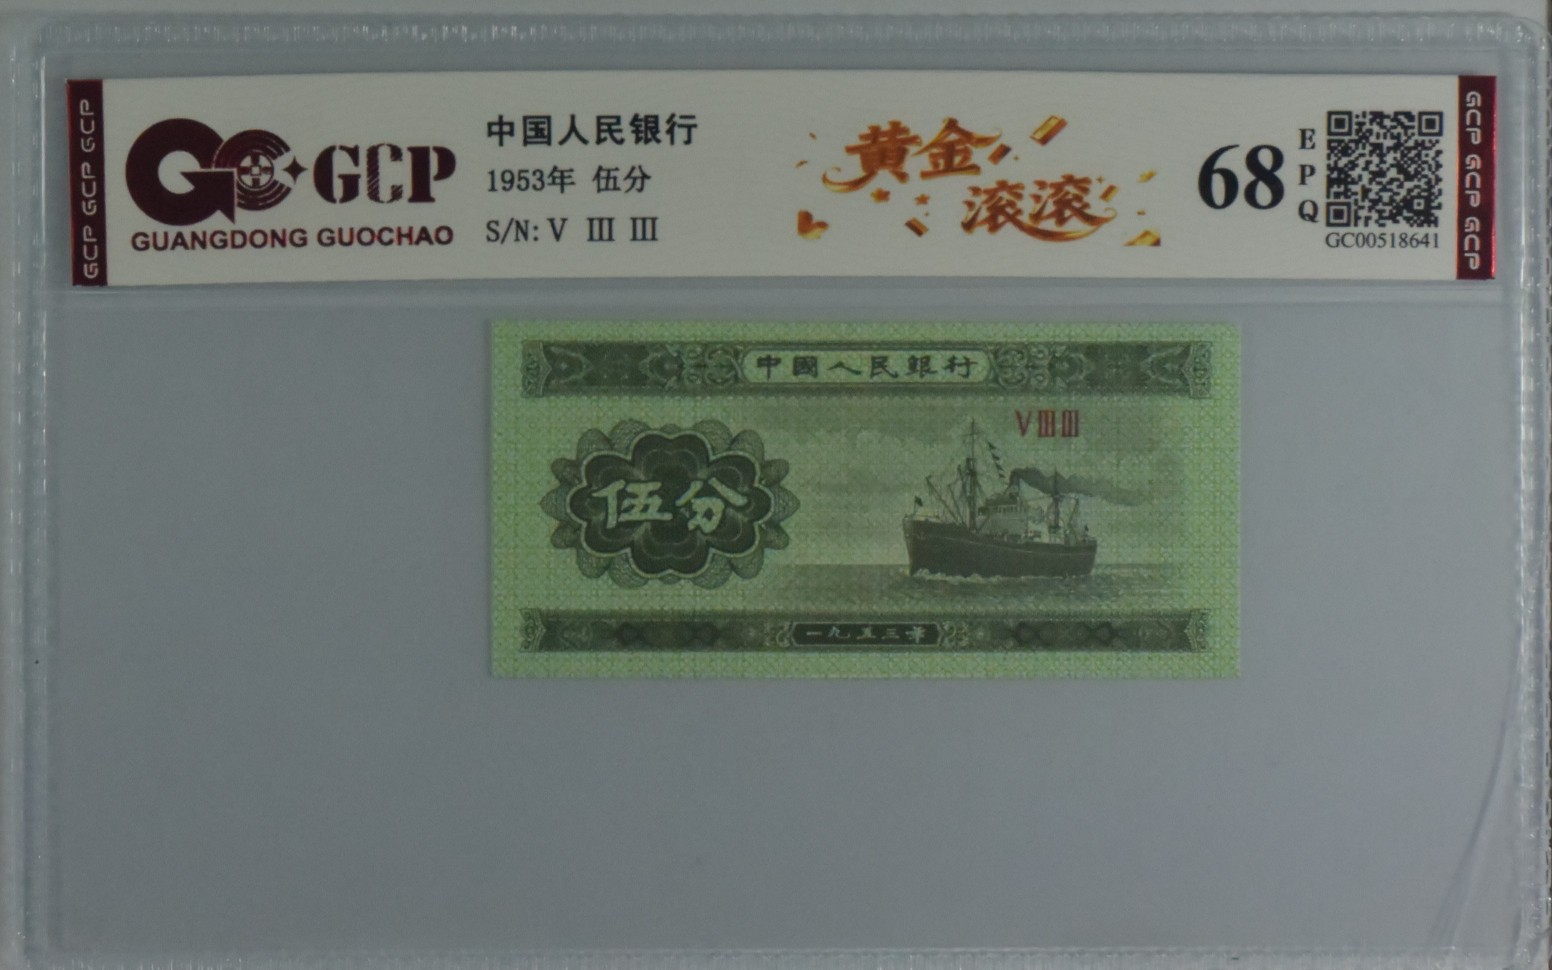 GCP GCP GCP
GCP
GUANGDONG GUOCHAO
中国人民银行
1953年 伍分
S/N: V Ⅲ Ⅲ
黄金
滚滚
68
E
P
Q
GC00518641
GCP GCP GCP
中國人民銀行
VⅢⅢ
伍分
一九五三年